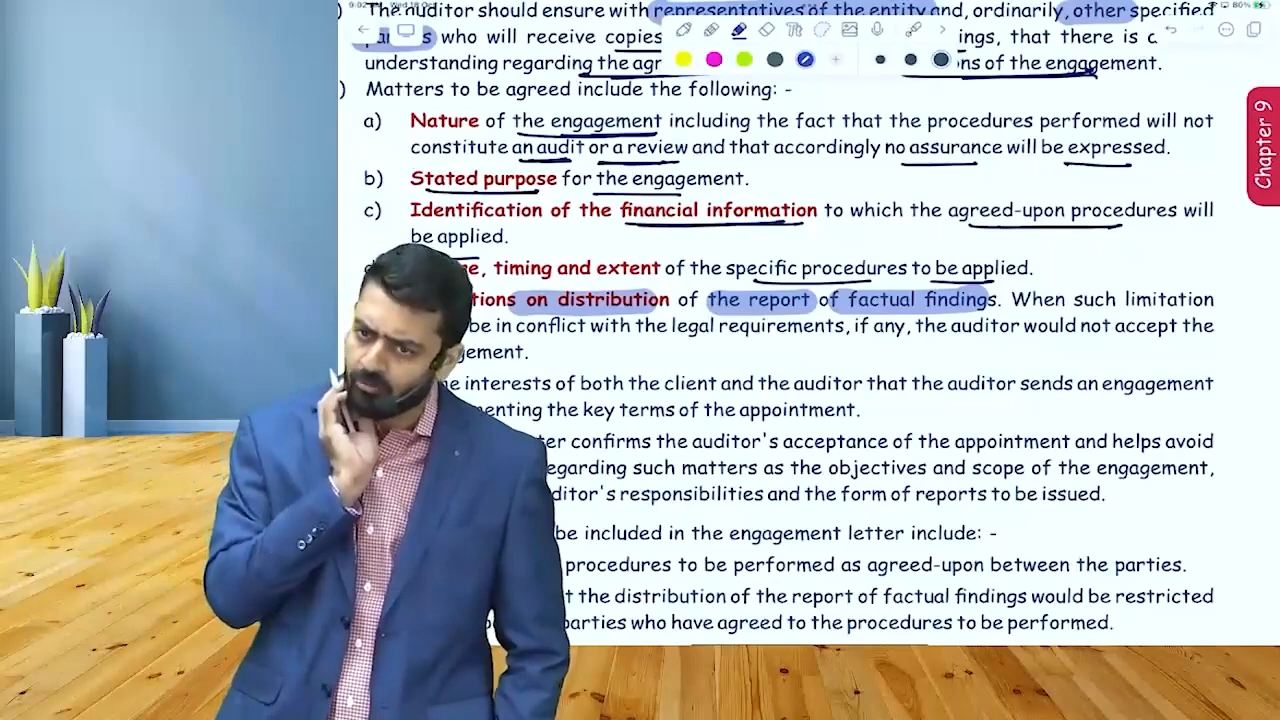 9:02 Wed 18 Oct 80%
) The auditor should ensure with representatives of the entity and, ordinarily, other specified
who will receive copies ings, that there is
understanding regarding the agr ns of the engagement.
) Matters to be agreed include the following: -
a) Nature of the engagement including the fact that the procedures performed will not
constitute an audit or a review and that accordingly no assurance will be expressed.
b) Stated purpose for the engagement.
c) Identification of the financial information to which the agreed-upon procedures will
be applied.
timing and extent of the specific procedures to be applied.
tions on distribution of the report of factual findings. When such limitation
be in conflict with the legal requirements, if any, the auditor would not accept the
gement.
e interests of both the client and the auditor that the auditor sends an engagement
enting the key terms of the appointment.
ter confirms the auditor's acceptance of the appointment and helps avoid
egarding such matters as the objectives and scope of the engagement,
ditor's responsibilities and the form of reports to be issued.
be included in the engagement letter include: -
procedures to be performed as agreed-upon between the parties.
t the distribution of the report of factual findings would be restricted
parties who have agreed to the procedures to be performed.
Chapter 9